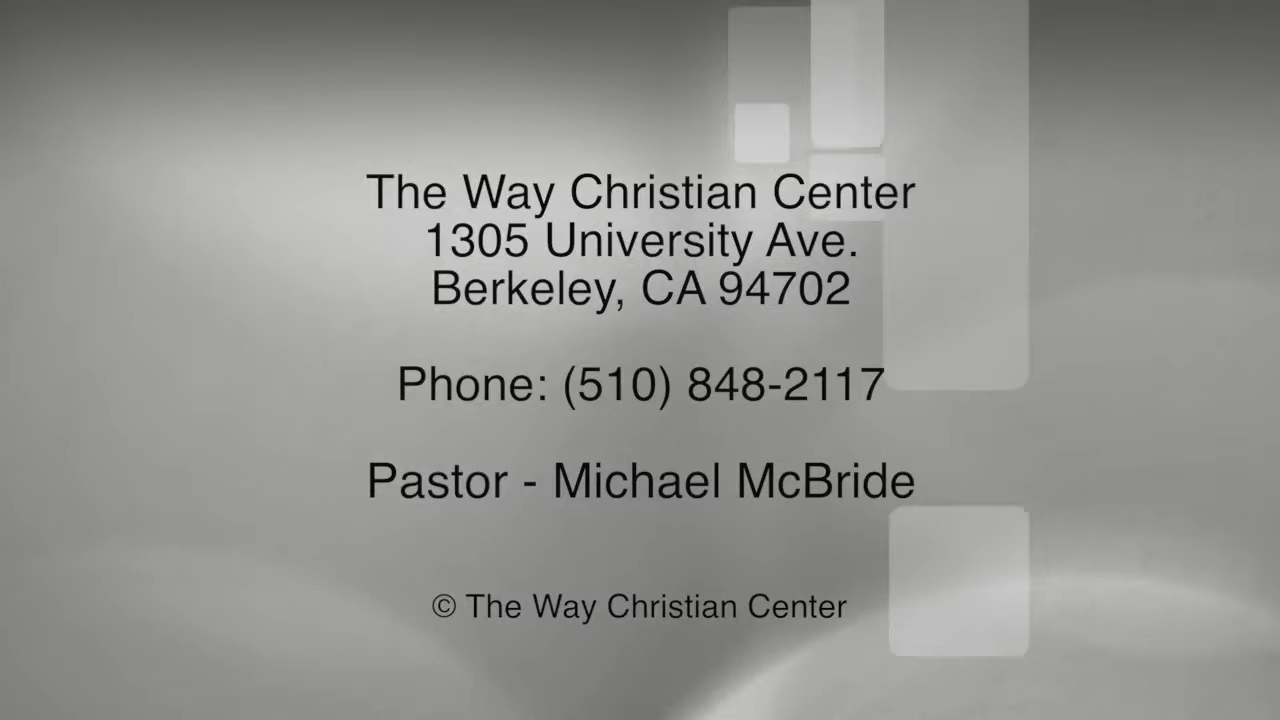 The Way Christian Center
1305 University Ave.
Berkeley, CA 94702
Phone: (510) 848-2117
Pastor - Michael McBride
© The Way Christian Center